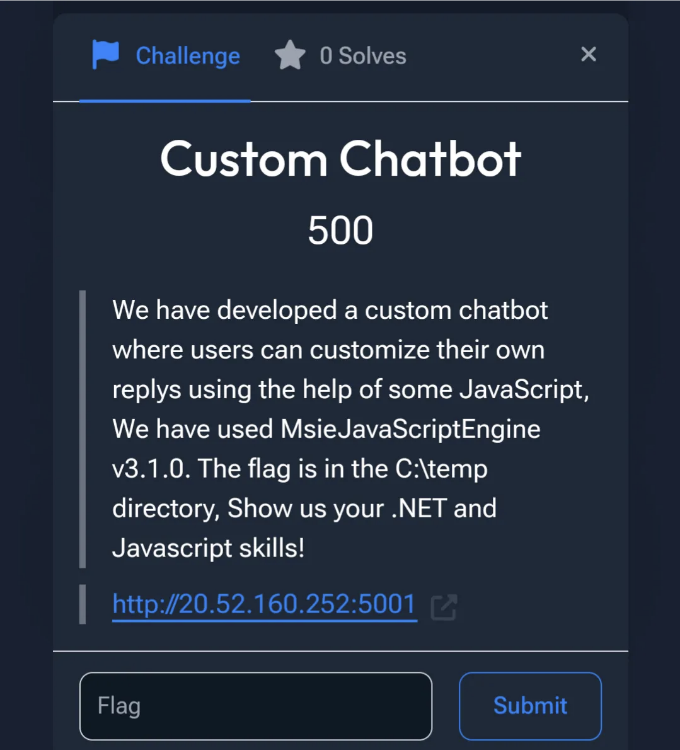 Challenge
0 Solves
×
Custom Chatbot
500
We have developed a custom chatbot
where users can customize their own
replys using the help of some JavaScript,
We have used MsieJavaScriptEngine
v3.1.0. The flag is in the C:\temp
directory, Show us your .NET and
Javascript skills!
http://20.52.160.252:5001
Flag
Submit